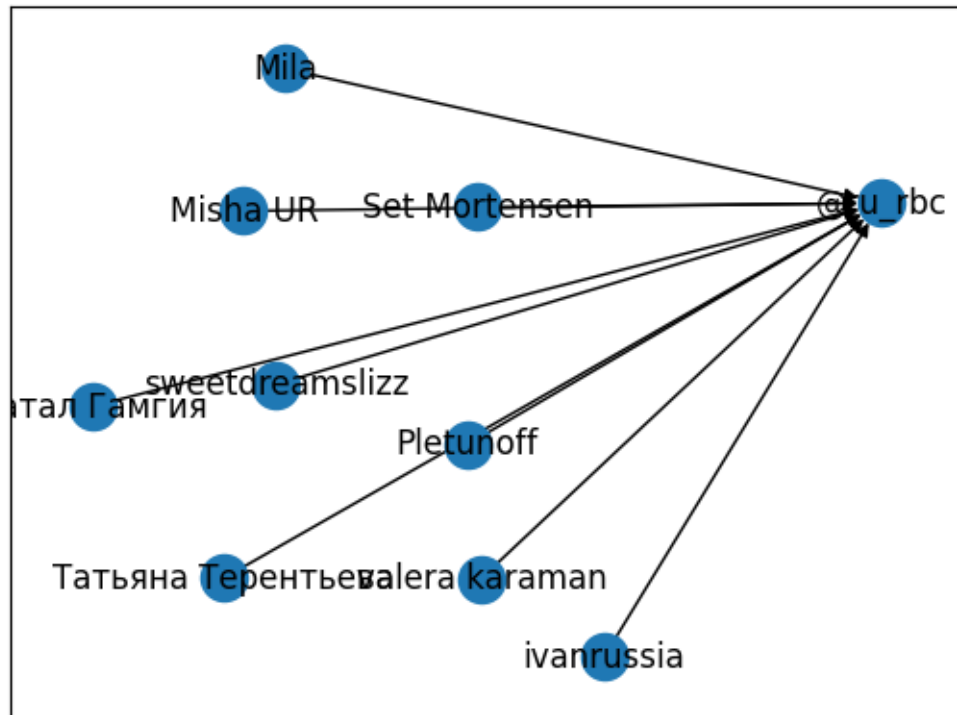 Mila
Misha UR
Set Mortensen
@ru_rbc
sweetdreamslizz
Гамгия
Pletunoff
Татьяна Терентьева
valera karaman
ivanrussia